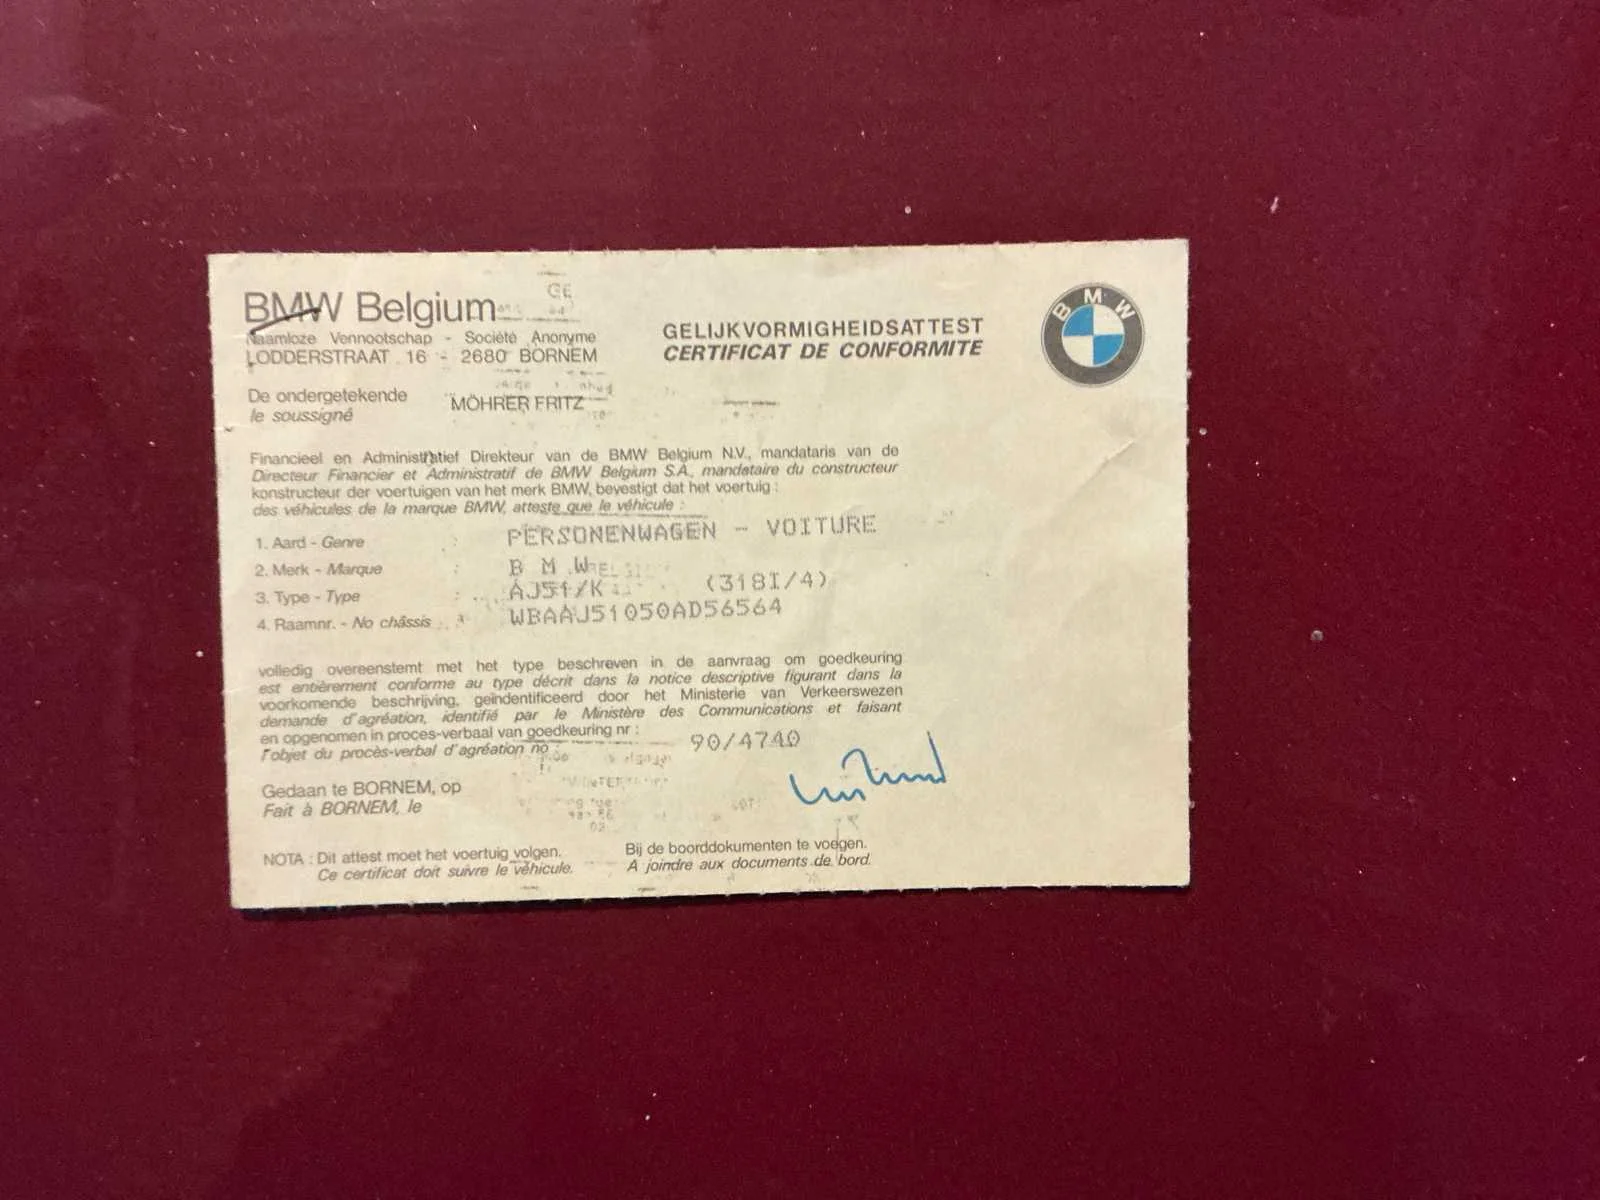 BMW Belgium
Naamloze Vennootschap - Société Anonyme
LODDERSTRAAT 16 - 2680 BORNEM
GELIJKVORMIGHEIDSATTEST
CERTIFICAT DE CONFORMITE
BMW
De ondergetekende
le soussigné
MÖHRER FRITZ
Financieel en Administratief Direkteur van de BMW Belgium N.V., mandataris van de
Directeur Financier et Administratif de BMW Belgium S.A., mandataire du constructeur
konstructeur der voertuigen van het merk BMW, bevestigt dat het voertuig :
des véhicules de la marque BMW, atteste que le véhicule :
1. Aard - Genre : PERSONENWAGEN - VOITURE
2. Merk - Marque : B M W
3. Type - Type : AJ51/K (318I/4)
4. Raamnr. - No châssis : WBAAJ51050AD56564
volledig overeenstemt met het type beschreven in de aanvraag om goedkeuring
est entièrement conforme au type décrit dans la notice descriptive figurant dans la
voorkomende beschrijving, geïndentificeerd door het Ministerie van Verkeerswezen
demande d'agréation, identifié par le Ministère des Communications et faisant
en opgenomen in proces-verbaal van goedkeuring nr :
l'objet du procès-verbal d'agréation no : 90/4740
Gedaan te BORNEM, op
Fait à BORNEM, le
NOTA : Dit attest moet het voertuig volgen.
Ce certificat doit suivre le véhicule.
Bij de boorddokumenten te voegen.
A joindre aux documents de bord.